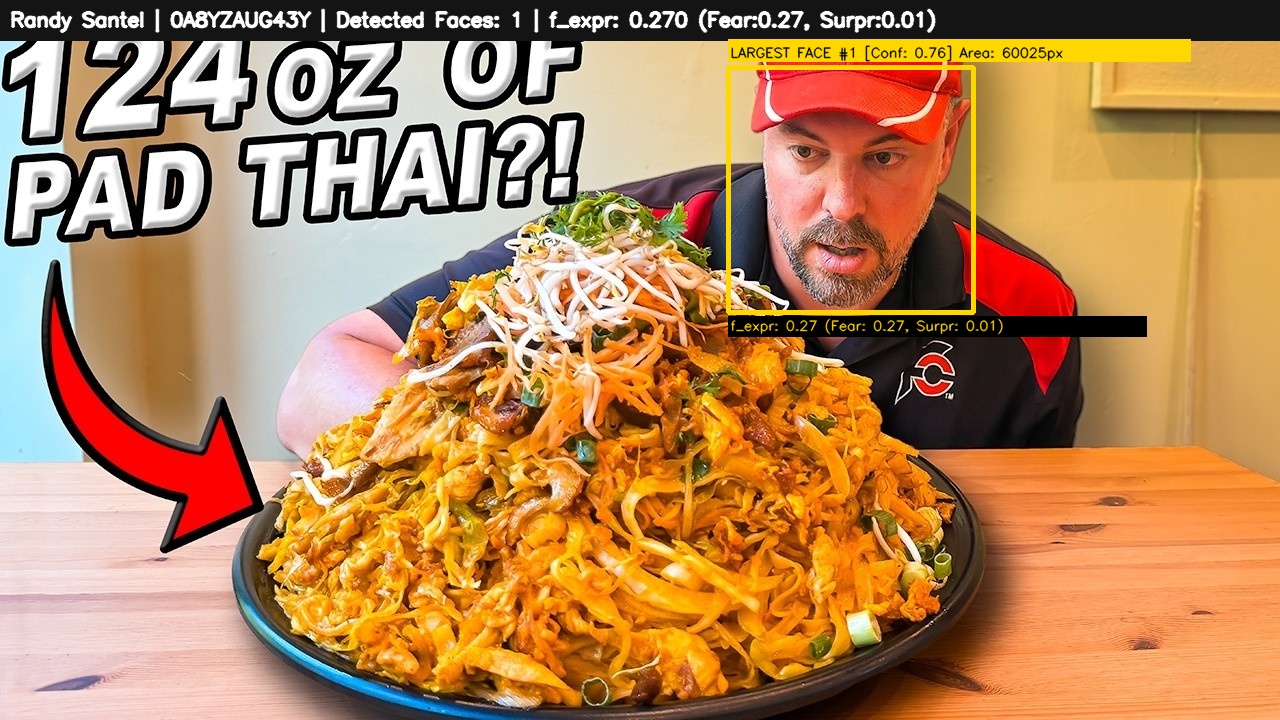 Randy Santel | 0A8YZAUG43Y | Detected Faces: 1 | f_expr: 0.270 (Fear:0.27, Surpr:0.01)
LARGEST FACE #1 [Conf: 0.76] Area: 60025px
124 oz OF
PAD THAI?!
f_expr: 0.27 (Fear: 0.27, Surpr: 0.01)
TM